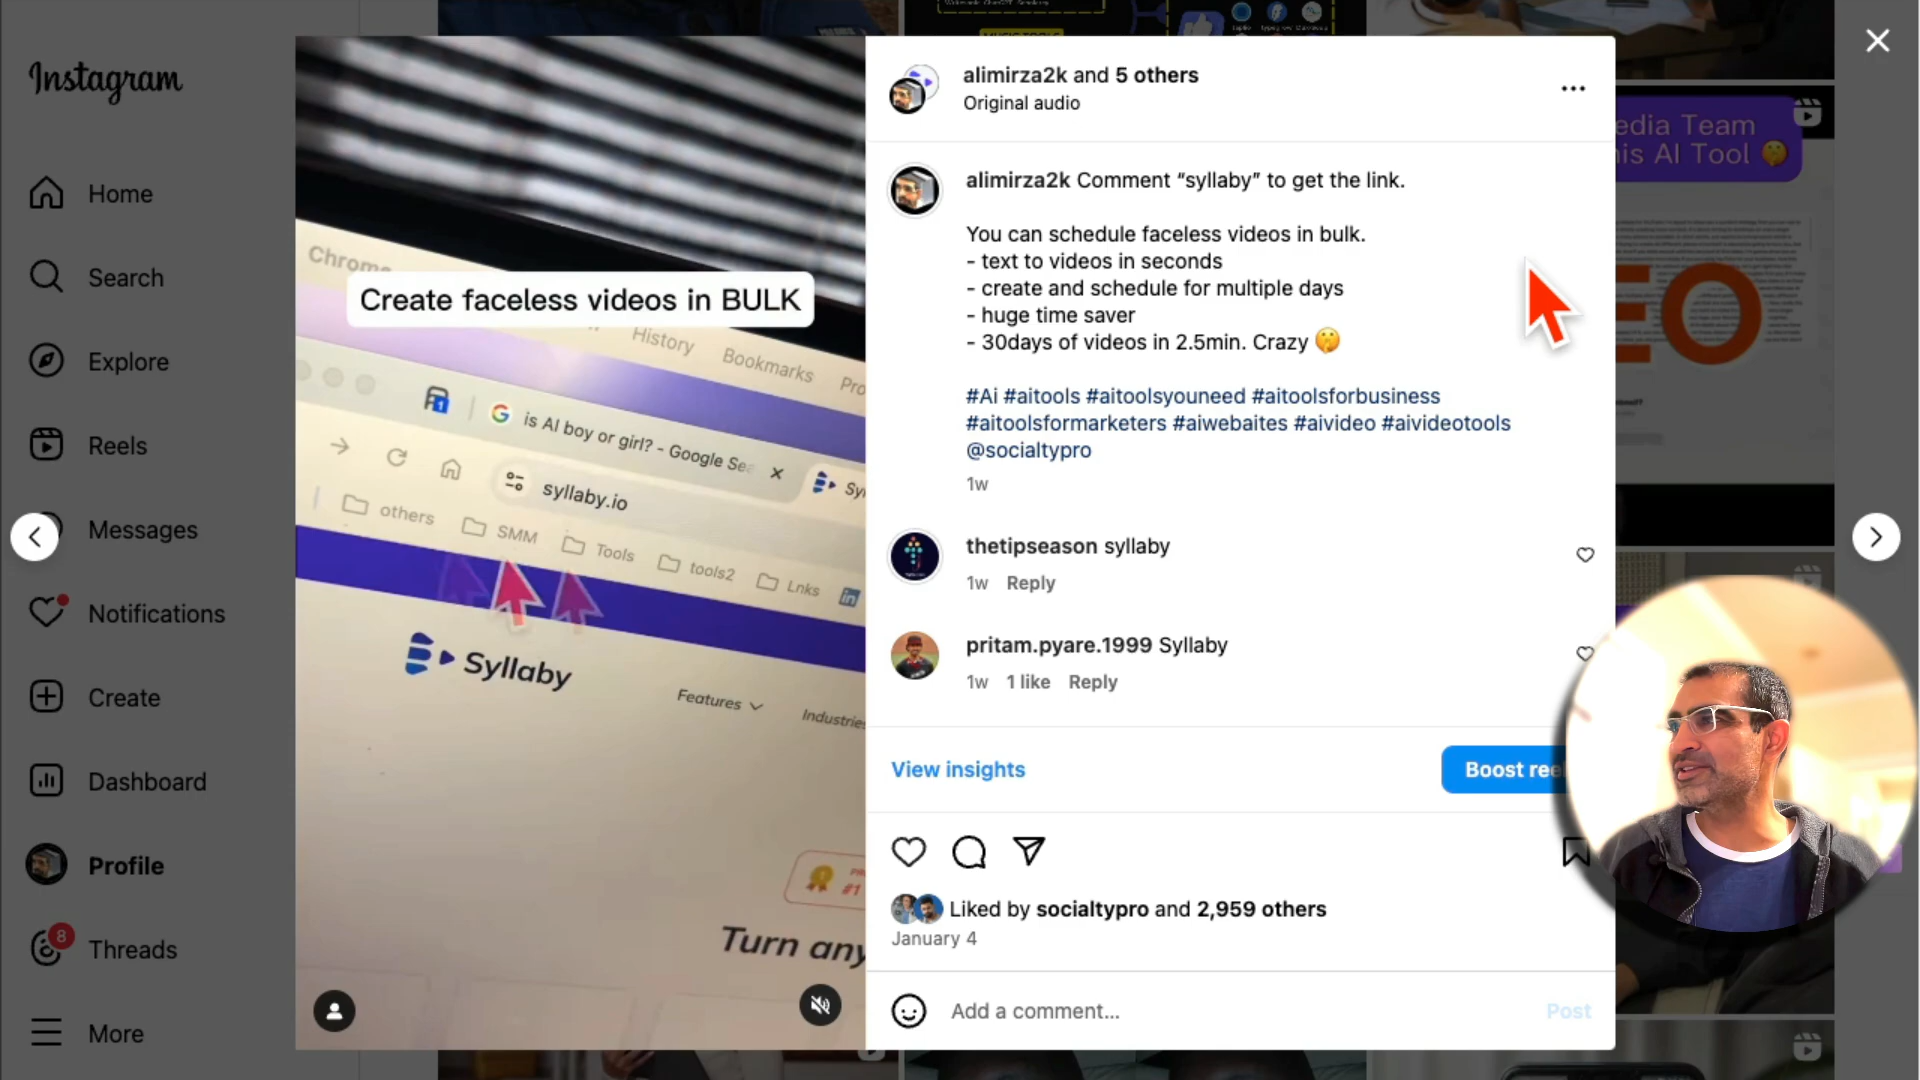 Instagram
Home
Search
Explore
Reels
Messages
Notifications
Create
Dashboard
Profile
8
Threads
More
Chrome
History
Bookmarks
Create faceless videos in BULK
1
is AI boy or girl? - Google Sea
syllaby.io
others
SMM
Tools
tools2
Lnks
in
Syllaby
Features
Industries
#1
Turn any
alimirza2k and 5 others
Original audio
alimirza2k Comment “syllaby” to get the link.
You can schedule faceless videos in bulk.
- text to videos in seconds
- create and schedule for multiple days
- huge time saver
- 30days of videos in 2.5min. Crazy 🤫
#Ai #aitools #aitoolsyouneed #aitoolsforbusiness
#aitoolsformarketers #aiwebaites #aivideo #aivideotools
@socialtypro
1w
thetipseason syllaby
1w Reply
pritam.pyare.1999 Syllaby
1w 1 like Reply
View insights
Boost ree
Liked by socialtypro and 2,959 others
January 4
Add a comment...
Post
edia Team
his AI Tool 🤫
EO